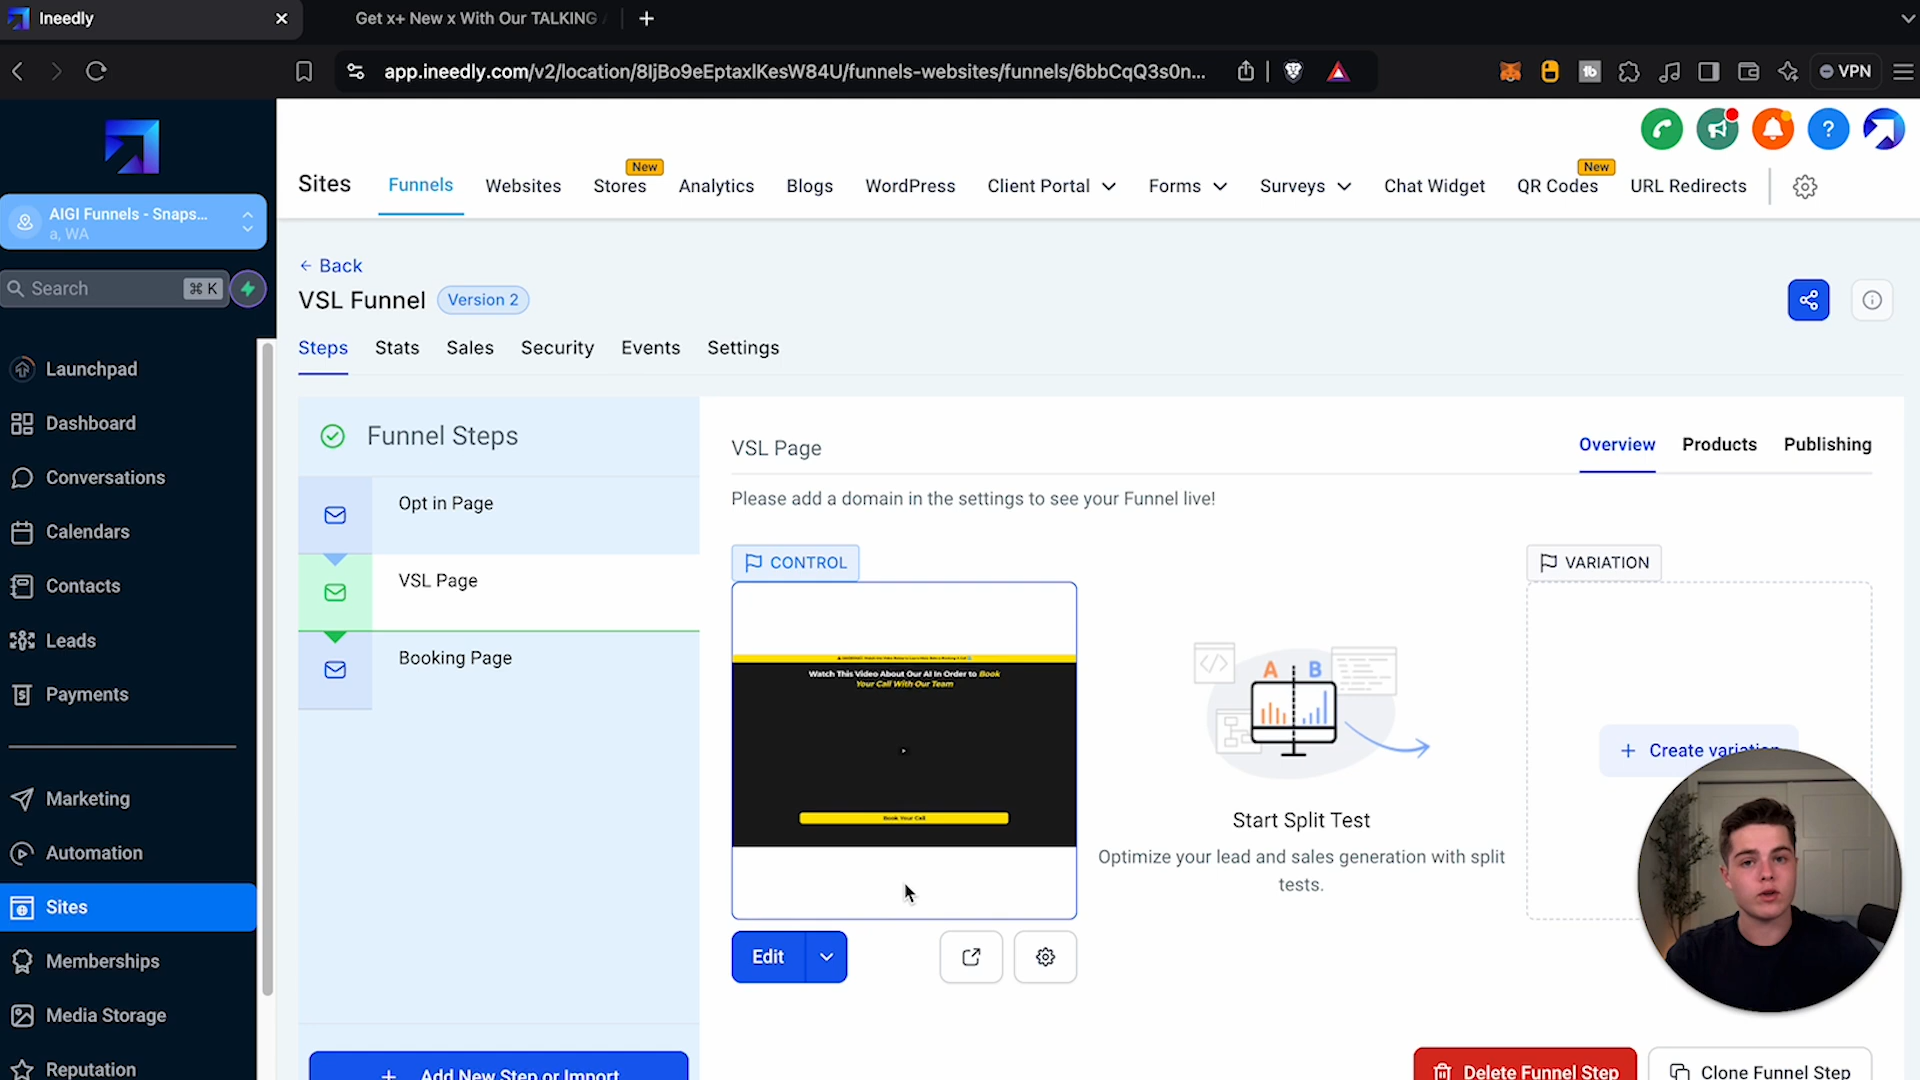 Ineedly
Get x+ New x With Our TALKING
app.ineedly.com/v2/location/8IjBo9eEptaxlKesW84U/funnels-websites/funnels/6bbCqQ3s0n...
VPN
Sites
Funnels
Websites
New
Stores
Analytics
Blogs
WordPress
Client Portal
Forms
Surveys
Chat Widget
New
QR Codes
URL Redirects
AIGI Funnels - Snaps...
a, WA
Search
⌘ K
Launchpad
Dashboard
Conversations
Calendars
Contacts
Leads
Payments
Marketing
Automation
Sites
Memberships
Media Storage
Reputation
← Back
VSL Funnel
Version 2
Steps
Stats
Sales
Security
Events
Settings
Funnel Steps
Opt in Page
VSL Page
Booking Page
+ Add New Step or Import
VSL Page
Overview
Products
Publishing
Please add a domain in the settings to see your Funnel live!
CONTROL
Watch This Video About Our AI In Order to Book
Your Call With Our Team
Book Your Call
Edit
A B
Start Split Test
Optimize your lead and sales generation with split
tests.
VARIATION
+ Create variation
Delete Funnel Step
Clone Funnel Step